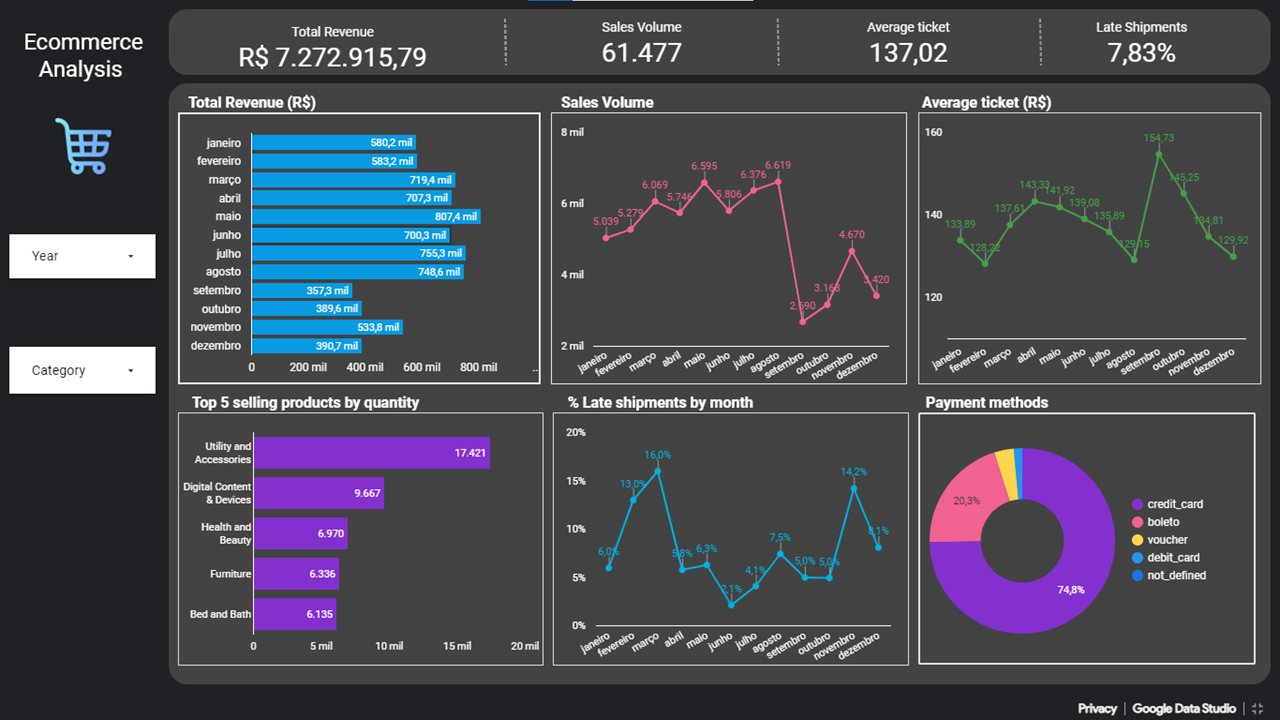 Ecommerce
Analysis
Year
Category
Total Revenue
R$ 7.272.915,79
Sales Volume
61.477
Average ticket
137,02
Late Shipments
7,83%
Total Revenue (R$)
janeiro 580,2 mil
fevereiro 583,2 mil
março 719,4 mil
abril 707,3 mil
maio 807,4 mil
junho 700,3 mil
julho 755,3 mil
agosto 748,6 mil
setembro 357,3 mil
outubro 389,6 mil
novembro 533,8 mil
dezembro 390,7 mil
0 200 mil 400 mil 600 mil 800 mil ..
Sales Volume
8 mil
6 mil
4 mil
2 mil
5.039 5.279 6.069 5.746 6.595 5.806 6.376 6.619 2.690 3.168 4.670 3.420
janeiro fevereiro março abril maio junho julho agosto setembro outubro novembro dezembro
Average ticket (R$)
160
140
120
133,89 128,22 137,61 143,33 141,92 139,08 135,89 129,15 154,73 145,25 134,81 129,92
janeiro fevereiro março abril maio junho julho agosto setembro outubro novembro dezembro
Top 5 selling products by quantity
Utility and
Accessories 17.421
Digital Content
& Devices 9.667
Health and
Beauty 6.970
Furniture 6.336
Bed and Bath 6.135
0 5 mil 10 mil 15 mil 20 mil
% Late shipments by month
20%
15%
10%
5%
0%
6,0% 13,0% 16,0% 5,8% 6,3% 2,1% 4,1% 7,5% 5,0% 5,0% 14,2% 8,1%
janeiro fevereiro março abril maio junho julho agosto setembro outubro novembro dezembro
Payment methods
20,3%
74,8%
credit_card
boleto
voucher
debit_card
not_defined
Privacy
Google Data Studio